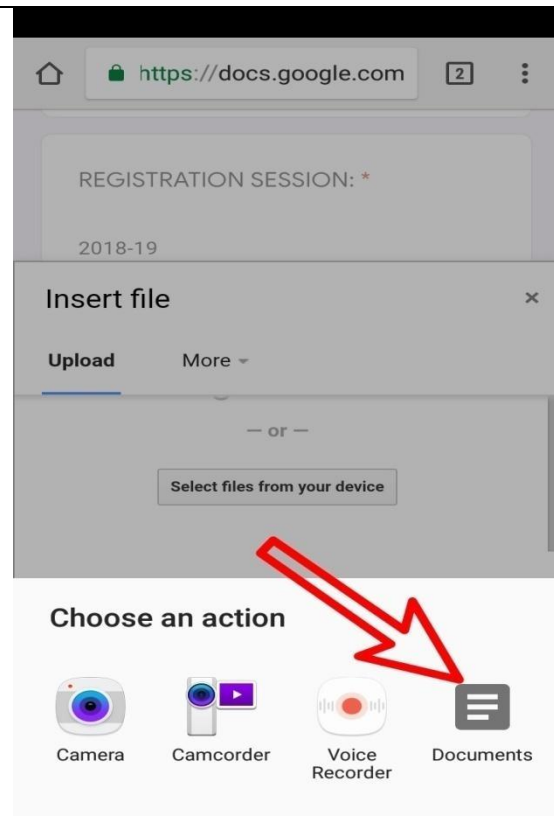 https://docs.google.com 2
REGISTRATION SESSION: *
2018-19
Insert file ×
Upload More
— or —
Select files from your device
Choose an action
Camera Camcorder Voice Recorder Documents